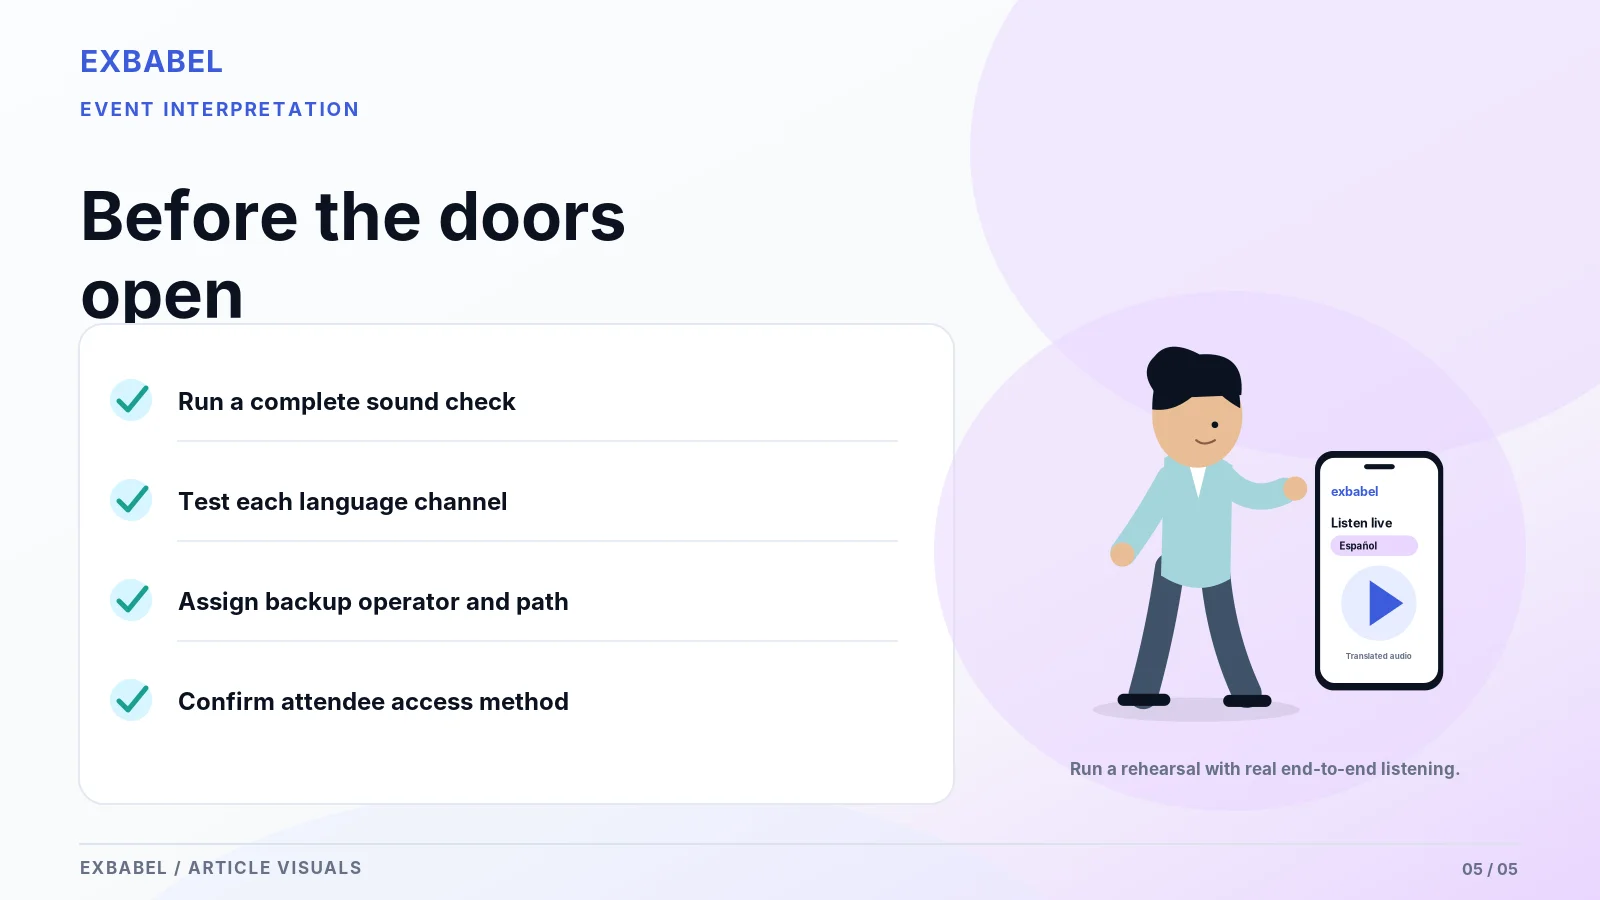 EXBABEL
EVENT INTERPRETATION
Before the doors
open
Run a complete sound check
Test each language channel
Assign backup operator and path
Confirm attendee access method
exbabel
Listen live
Español
Translated audio
Run a rehearsal with real end-to-end listening.
EXBABEL / ARTICLE VISUALS
05 / 05